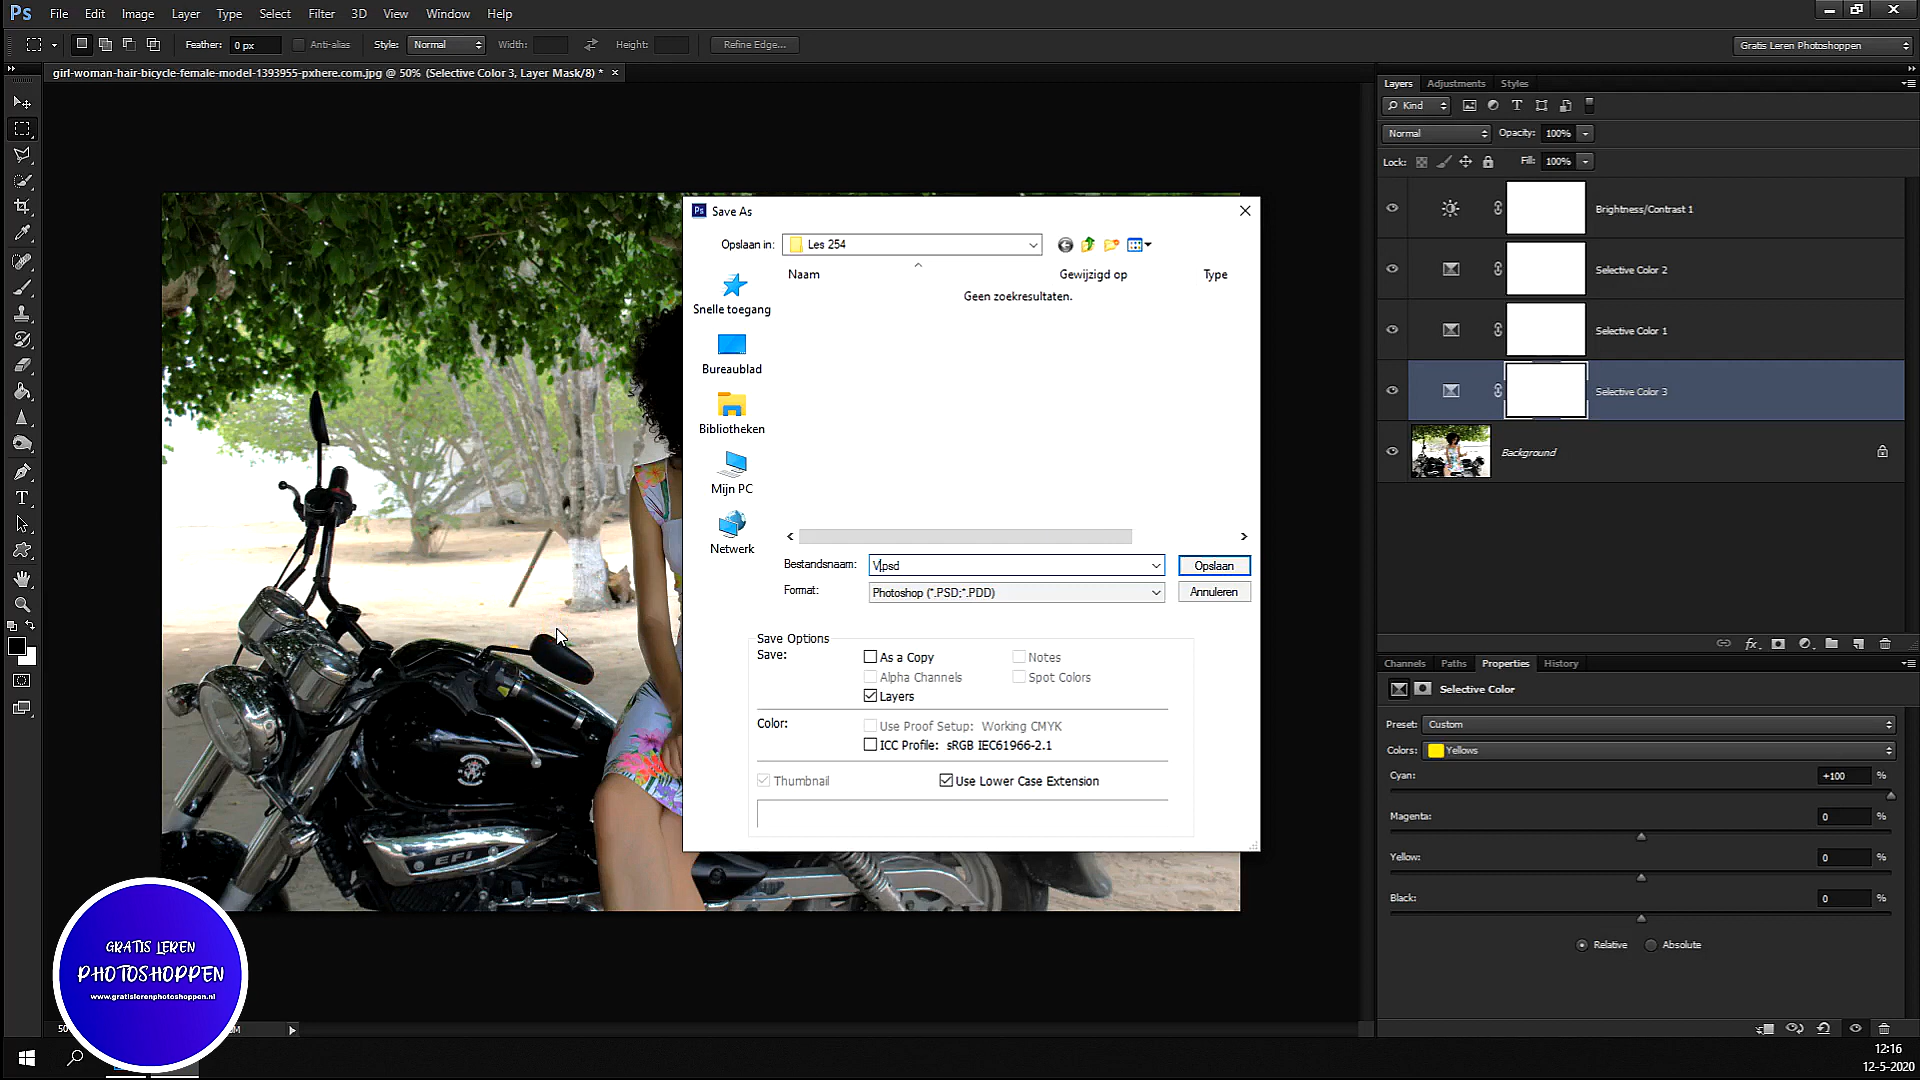 Ps File Edit Image Layer Type Select Filter 3D View Window Help
Feather: 0 px Anti-alias Style: Normal Width: Height: Refine Edge... Gratis Leren Photoshoppen
girl-woman-hair-bicycle-female-model-1393955-pxhere.com.jpg @ 50% (Selective Color 3, Layer Mask/8) * ×
Layers Adjustments Styles
Kind
Normal Opacity: 100%
Lock: Fill: 100%
Brightness/Contrast 1
Selective Color 2
Selective Color 1
Selective Color 3
Background
Channels Paths Properties History
Selective Color
Preset: Custom
Colors: Yellows
Cyan: +100 %
Magenta: 0 %
Yellow: 0 %
Black: 0 %
Relative Absolute
Ps Save As
Opslaan in: Les 254
Naam Gewijzigd op Type
Geen zoekresultaten.
Snelle toegang
Bureaublad
Bibliotheken
Mijn PC
Netwerk
Bestandsnaam: V.psd Opslaan
Format: Photoshop (*.PSD;*.PDD) Annuleren
Save Options
Save: As a Copy Notes
Alpha Channels Spot Colors
Layers
Color: Use Proof Setup: Working CMYK
ICC Profile: sRGB IEC61966-2.1
Thumbnail Use Lower Case Extension
EFI
GRATIS LEREN
PHOTOSHOPPEN
www.gratislerenphotoshoppen.nl
12:16
12-5-2020